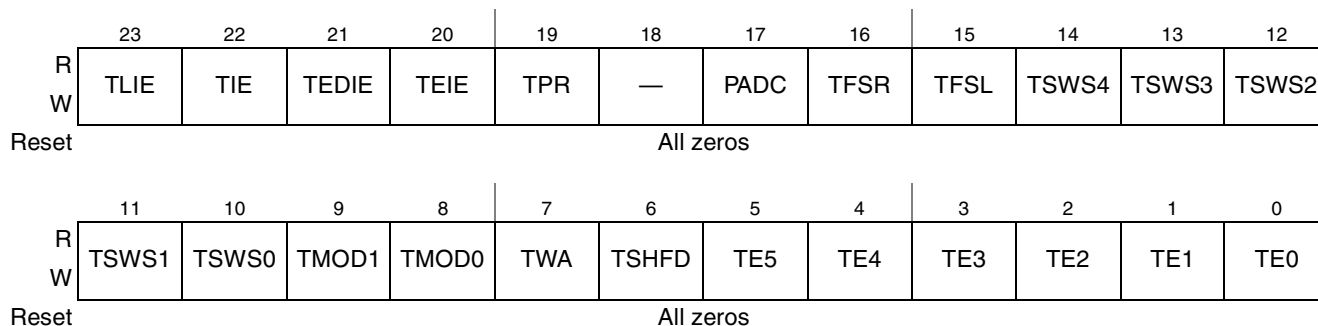 23 22 21 20 19 18 17 16 15 14 13 12
R
W
TLIE TIE TEDIE TEIE TPR — PADC TFSR TFSL TSWS4 TSWS3 TSWS2
Reset All zeros
11 10 9 8 7 6 5 4 3 2 1 0
R
W
TSWS1 TSWS0 TMOD1 TMOD0 TWA TSHFD TE5 TE4 TE3 TE2 TE1 TE0
Reset All zeros